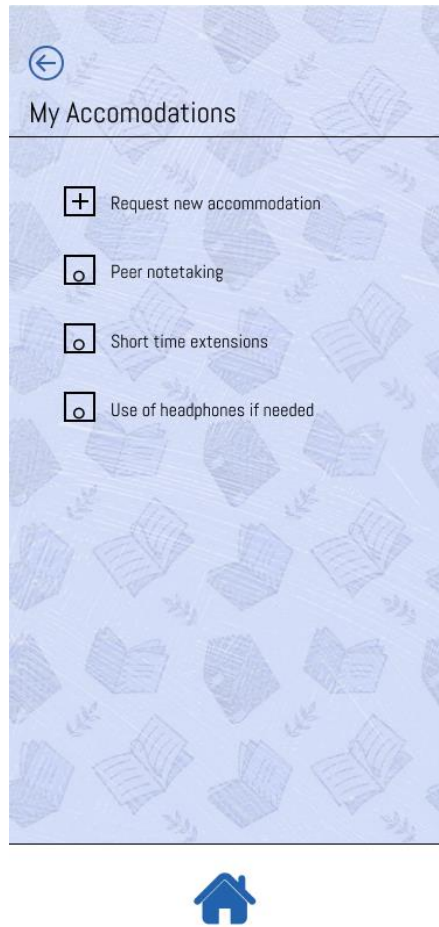 My Accomodations
Request new accommodation
Peer notetaking
Short time extensions
Use of headphones if needed